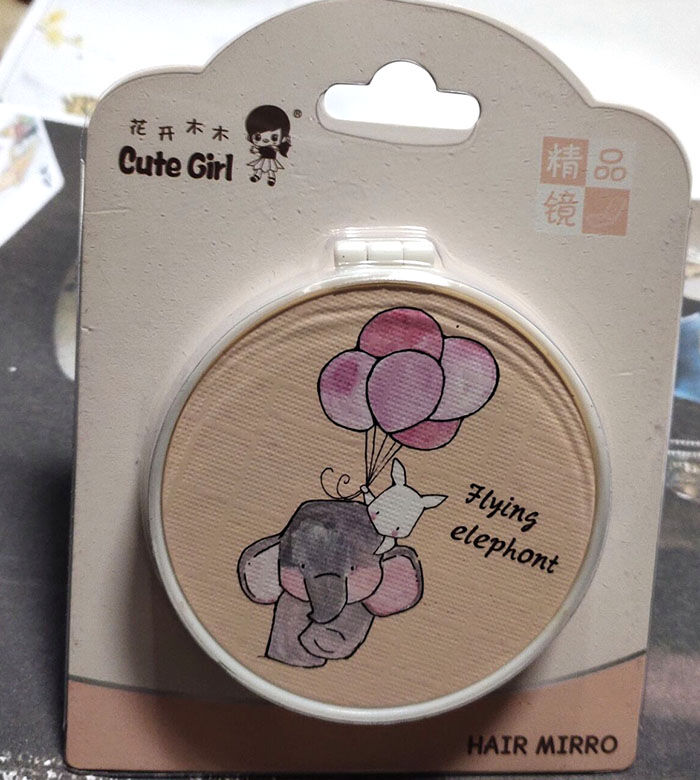 花开木木
®
Cute Girl
精品
镜
Flying
elephont
HAIR MIRRO